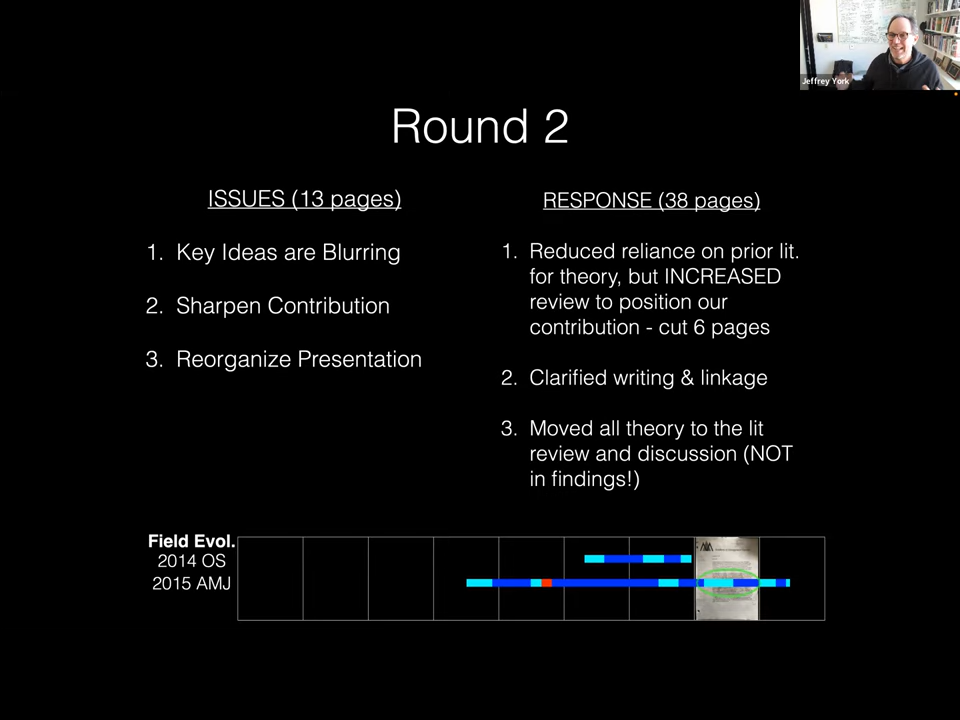 Jeffrey York
Round 2
ISSUES (13 pages)
1. Key Ideas are Blurring
2. Sharpen Contribution
3. Reorganize Presentation
RESPONSE (38 pages)
1. Reduced reliance on prior lit.
for theory, but INCREASED
review to position our
contribution - cut 6 pages
2. Clarified writing & linkage
3. Moved all theory to the lit
review and discussion (NOT
in findings!)
Field Evol.
2014 OS
2015 AMJ